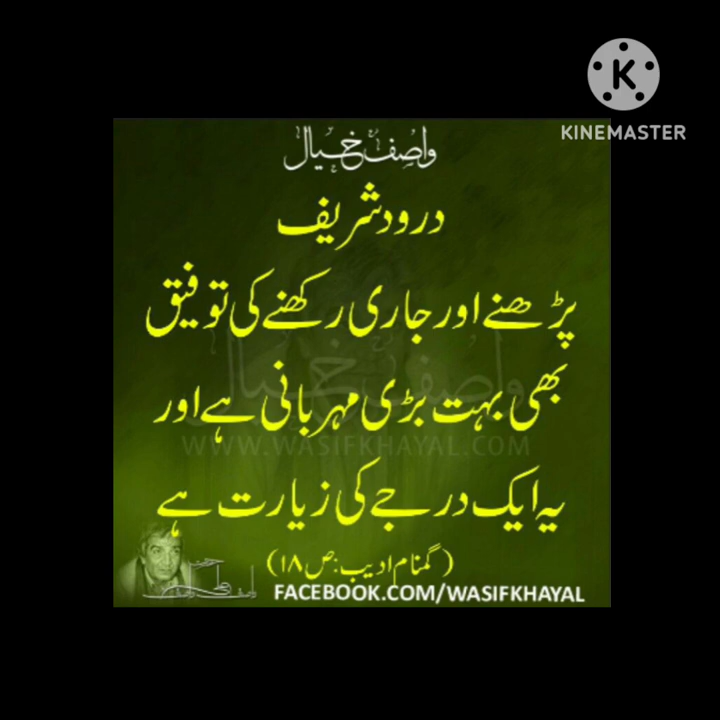 KINEMASTER
واصف خیال
درود شریف
پڑھنے اور جاری رکھنے کی توفیق
بھی بہت بڑی مہربانی ہے اور
WWW.WASIFKHAYAL.COM
یہ ایک درجے کی زیارت ہے
(گمنام ادیب:ص ۱۸)
FACEBOOK.COM/WASIFKHAYAL